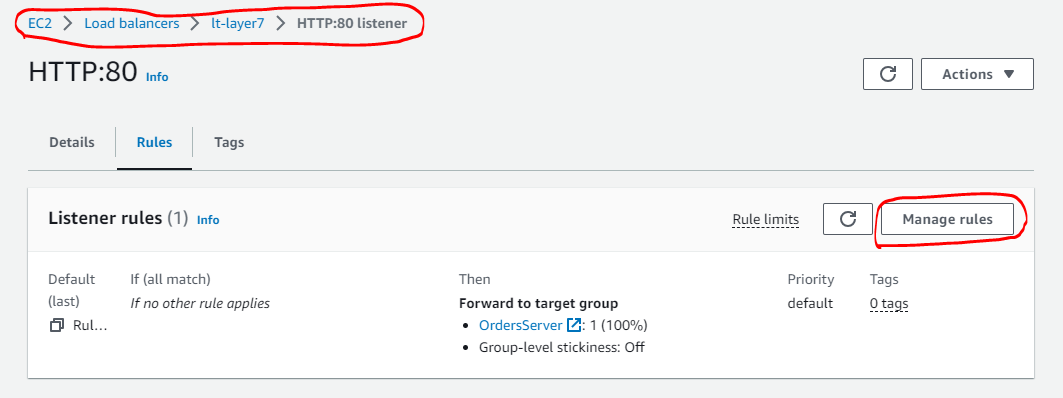 EC2 > Load balancers > lt-layer7 > HTTP:80 listener
HTTP:80 Info
Actions
Details Rules Tags
Listener rules (1) Info Rule limits Manage rules
Default (last) If (all match) Then Priority Tags
Rul... If no other rule applies Forward to target group default 0 tags
• OrdersServer: 1 (100%)
• Group-level stickiness: Off